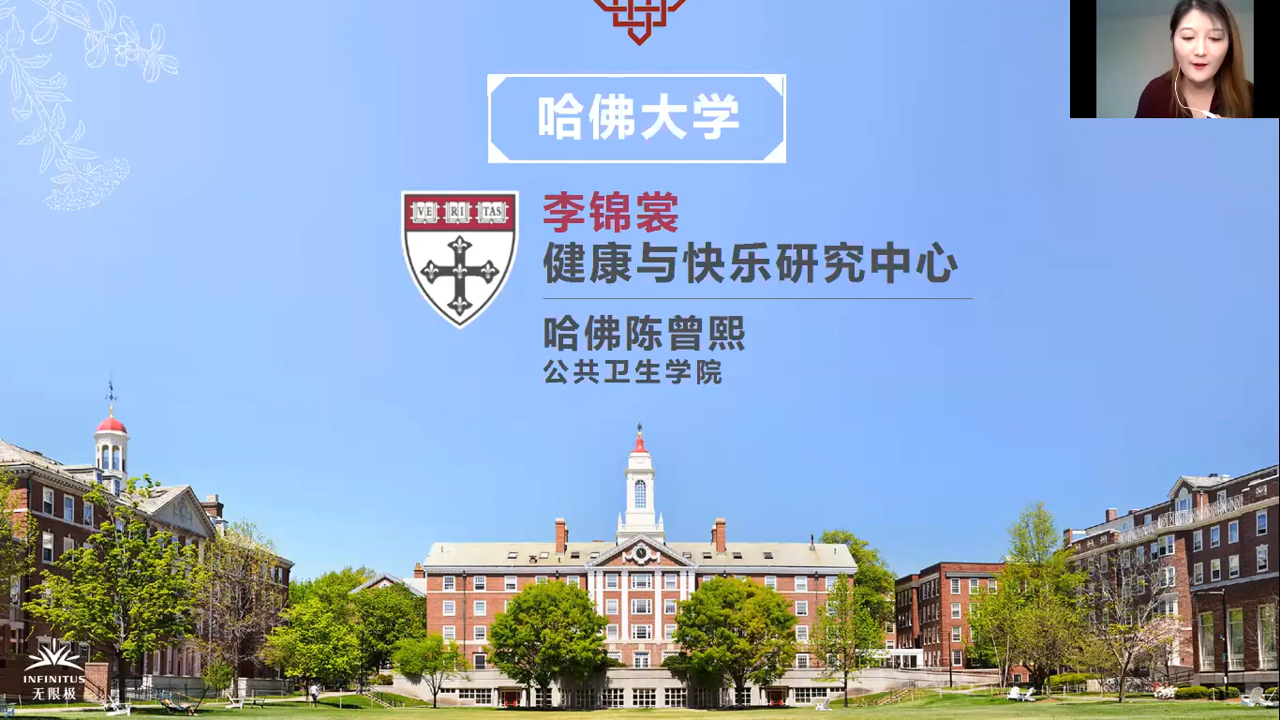 哈佛大学
VE RI TAS
李锦裳
健康与快乐研究中心
哈佛陈曾熙
公共卫生学院
INFINITUS
无限极